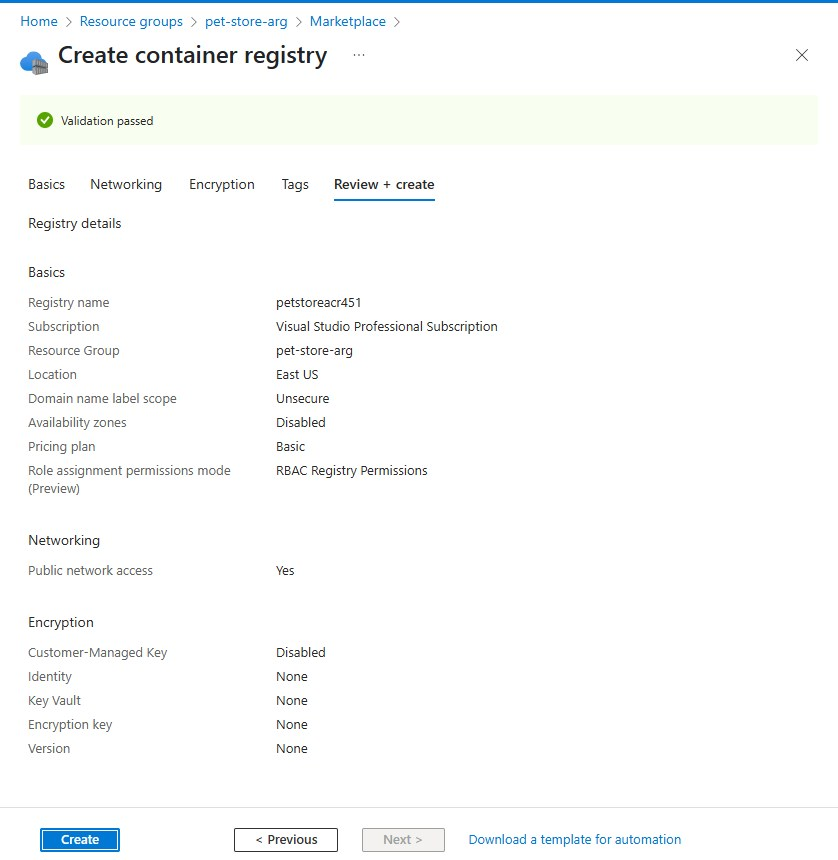 Home > Resource groups > pet-store-arg > Marketplace >
Create container registry ...
Validation passed
Basics Networking Encryption Tags Review + create
Registry details
Basics
Registry name petstoreacr451
Subscription Visual Studio Professional Subscription
Resource Group pet-store-arg
Location East US
Domain name label scope Unsecure
Availability zones Disabled
Pricing plan Basic
Role assignment permissions mode RBAC Registry Permissions
(Preview)
Networking
Public network access Yes
Encryption
Customer-Managed Key Disabled
Identity None
Key Vault None
Encryption key None
Version None
Create < Previous Next > Download a template for automation